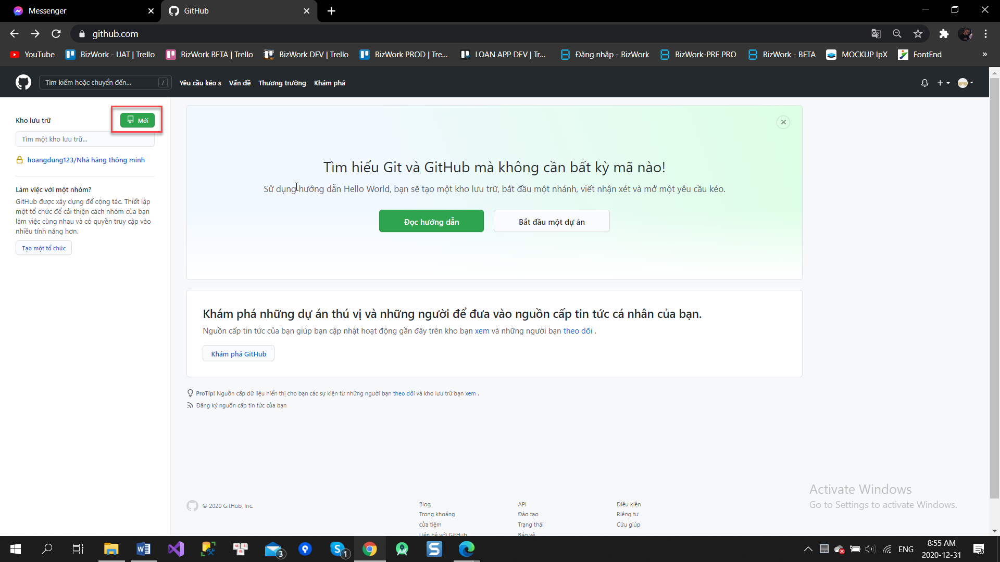 Messenger
GitHub
github.com
YouTube
BizWork - UAT | Trello
BizWork BETA | Trello
BizWork DEV | Trello
BizWork PROD | Tre...
LOAN APP DEV | Tr...
Đăng nhập - BizWork
BizWork-PRE PRO
BizWork - BETA
MOCKUP IpX
FontEnd
»
Tìm kiếm hoặc chuyển đến...
/
Yêu cầu kéo s
Vấn đề
Thương trường
Khám phá
Kho lưu trữ
Mới
Tìm một kho lưu trữ...
hoangdung123/Nhà hàng thông minh
Làm việc với một nhóm?
GitHub được xây dựng để cộng tác. Thiết lập
một tổ chức để cải thiện cách nhóm của bạn
làm việc cùng nhau và có quyền truy cập vào
nhiều tính năng hơn.
Tạo một tổ chức
Tìm hiểu Git và GitHub mà không cần bất kỳ mã nào!
Sử dụng hướng dẫn Hello World, bạn sẽ tạo một kho lưu trữ, bắt đầu một nhánh, viết nhận xét và mở một yêu cầu kéo.
Đọc hướng dẫn
Bắt đầu một dự án
Khám phá những dự án thú vị và những người để đưa vào nguồn cấp tin tức cá nhân của bạn.
Nguồn cấp tin tức của bạn giúp bạn cập nhật hoạt động gần đây trên kho bạn xem và những người bạn theo dõi .
Khám phá GitHub
ProTip! Nguồn cấp dữ liệu hiển thị cho bạn các sự kiện từ những người bạn theo dõi và kho lưu trữ bạn xem .
Đăng ký nguồn cấp tin tức của bạn
© 2020 GitHub, Inc.
Blog
Trong khoảng
cửa tiệm
Liên hệ với GitHub
API
Đào tạo
Trạng thái
Bảo vệ
Điều kiện
Riêng tư
Cứu giúp
Activate Windows
Go to Settings to activate Windows.
3
1
ENG
8:55 AM
2020-12-31